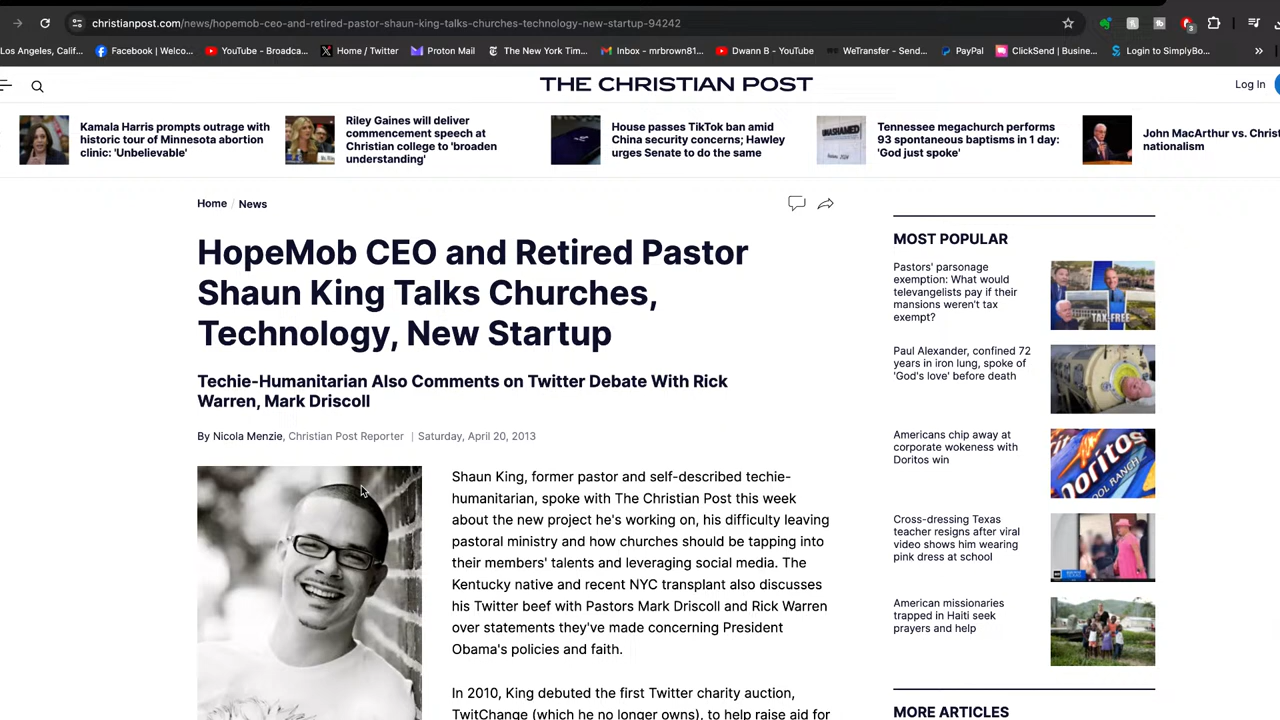 christianpost.com/news/hopemob-ceo-and-retired-pastor-shaun-king-talks-churches-technology-new-startup-94242
3
Los Angeles, Calif... Facebook | Welco... YouTube - Broadca... Home / Twitter Proton Mail The New York Tim... Inbox - mrbrown81... Dwann B - YouTube WeTransfer - Send... PayPal ClickSend | Busine... Login to SimplyBo... »
THE CHRISTIAN POST
Log In
Kamala Harris prompts outrage with
historic tour of Minnesota abortion
clinic: 'Unbelievable'
Riley Gaines will deliver
commencement speech at
Christian college to 'broaden
understanding'
House passes TikTok ban amid
China security concerns; Hawley
urges Senate to do the same
UNASHAMED
Tennessee megachurch performs
93 spontaneous baptisms in 1 day:
'God just spoke'
John MacArthur vs. Christ
nationalism
Home / News
HopeMob CEO and Retired Pastor
Shaun King Talks Churches,
Technology, New Startup
Techie-Humanitarian Also Comments on Twitter Debate With Rick
Warren, Mark Driscoll
By Nicola Menzie, Christian Post Reporter | Saturday, April 20, 2013
Shaun King, former pastor and self-described techie-
humanitarian, spoke with The Christian Post this week
about the new project he's working on, his difficulty leaving
pastoral ministry and how churches should be tapping into
their members' talents and leveraging social media. The
Kentucky native and recent NYC transplant also discusses
his Twitter beef with Pastors Mark Driscoll and Rick Warren
over statements they've made concerning President
Obama's policies and faith.
In 2010, King debuted the first Twitter charity auction,
TwitChange (which he no longer owns), to help raise aid for
MOST POPULAR
Pastors' parsonage
exemption: What would
televangelists pay if their
mansions weren't tax
exempt?
TAX-FREE
Paul Alexander, confined 72
years in iron lung, spoke of
'God's love' before death
Americans chip away at
corporate wokeness with
Doritos win
Doritos
COOL RANCH
Cross-dressing Texas
teacher resigns after viral
video shows him wearing
pink dress at school
American missionaries
trapped in Haiti seek
prayers and help
MORE ARTICLES